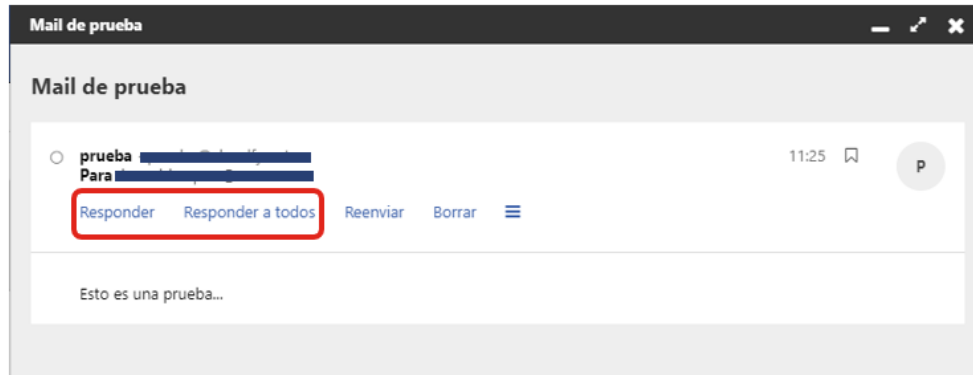 Mail de prueba
Mail de prueba
prueba
11:25
P
Para
Responder Responder a todos Reenviar Borrar
Esto es una prueba...